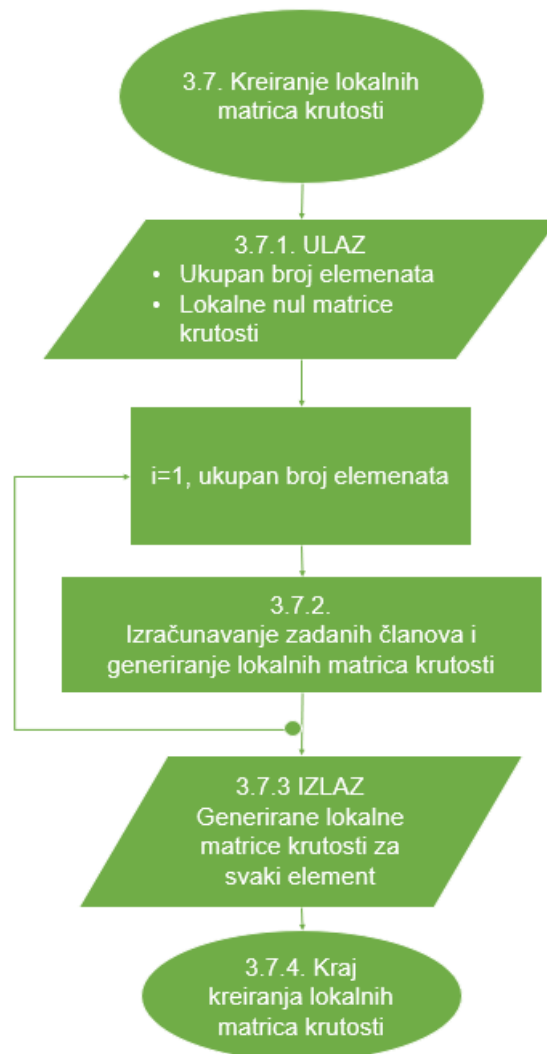 3.7. Kreiranje lokalnih
matrica krutosti
3.7.1. ULAZ
• Ukupan broj elemenata
• Lokalne nul matrice
krutosti
i=1, ukupan broj elemenata
3.7.2.
Izračunavanje zadanih članova i
generiranje lokalnih matrica krutosti
3.7.3 IZLAZ
Generirane lokalne
matrice krutosti za
svaki element
3.7.4. Kraj
kreiranja lokalnih
matrica krutosti